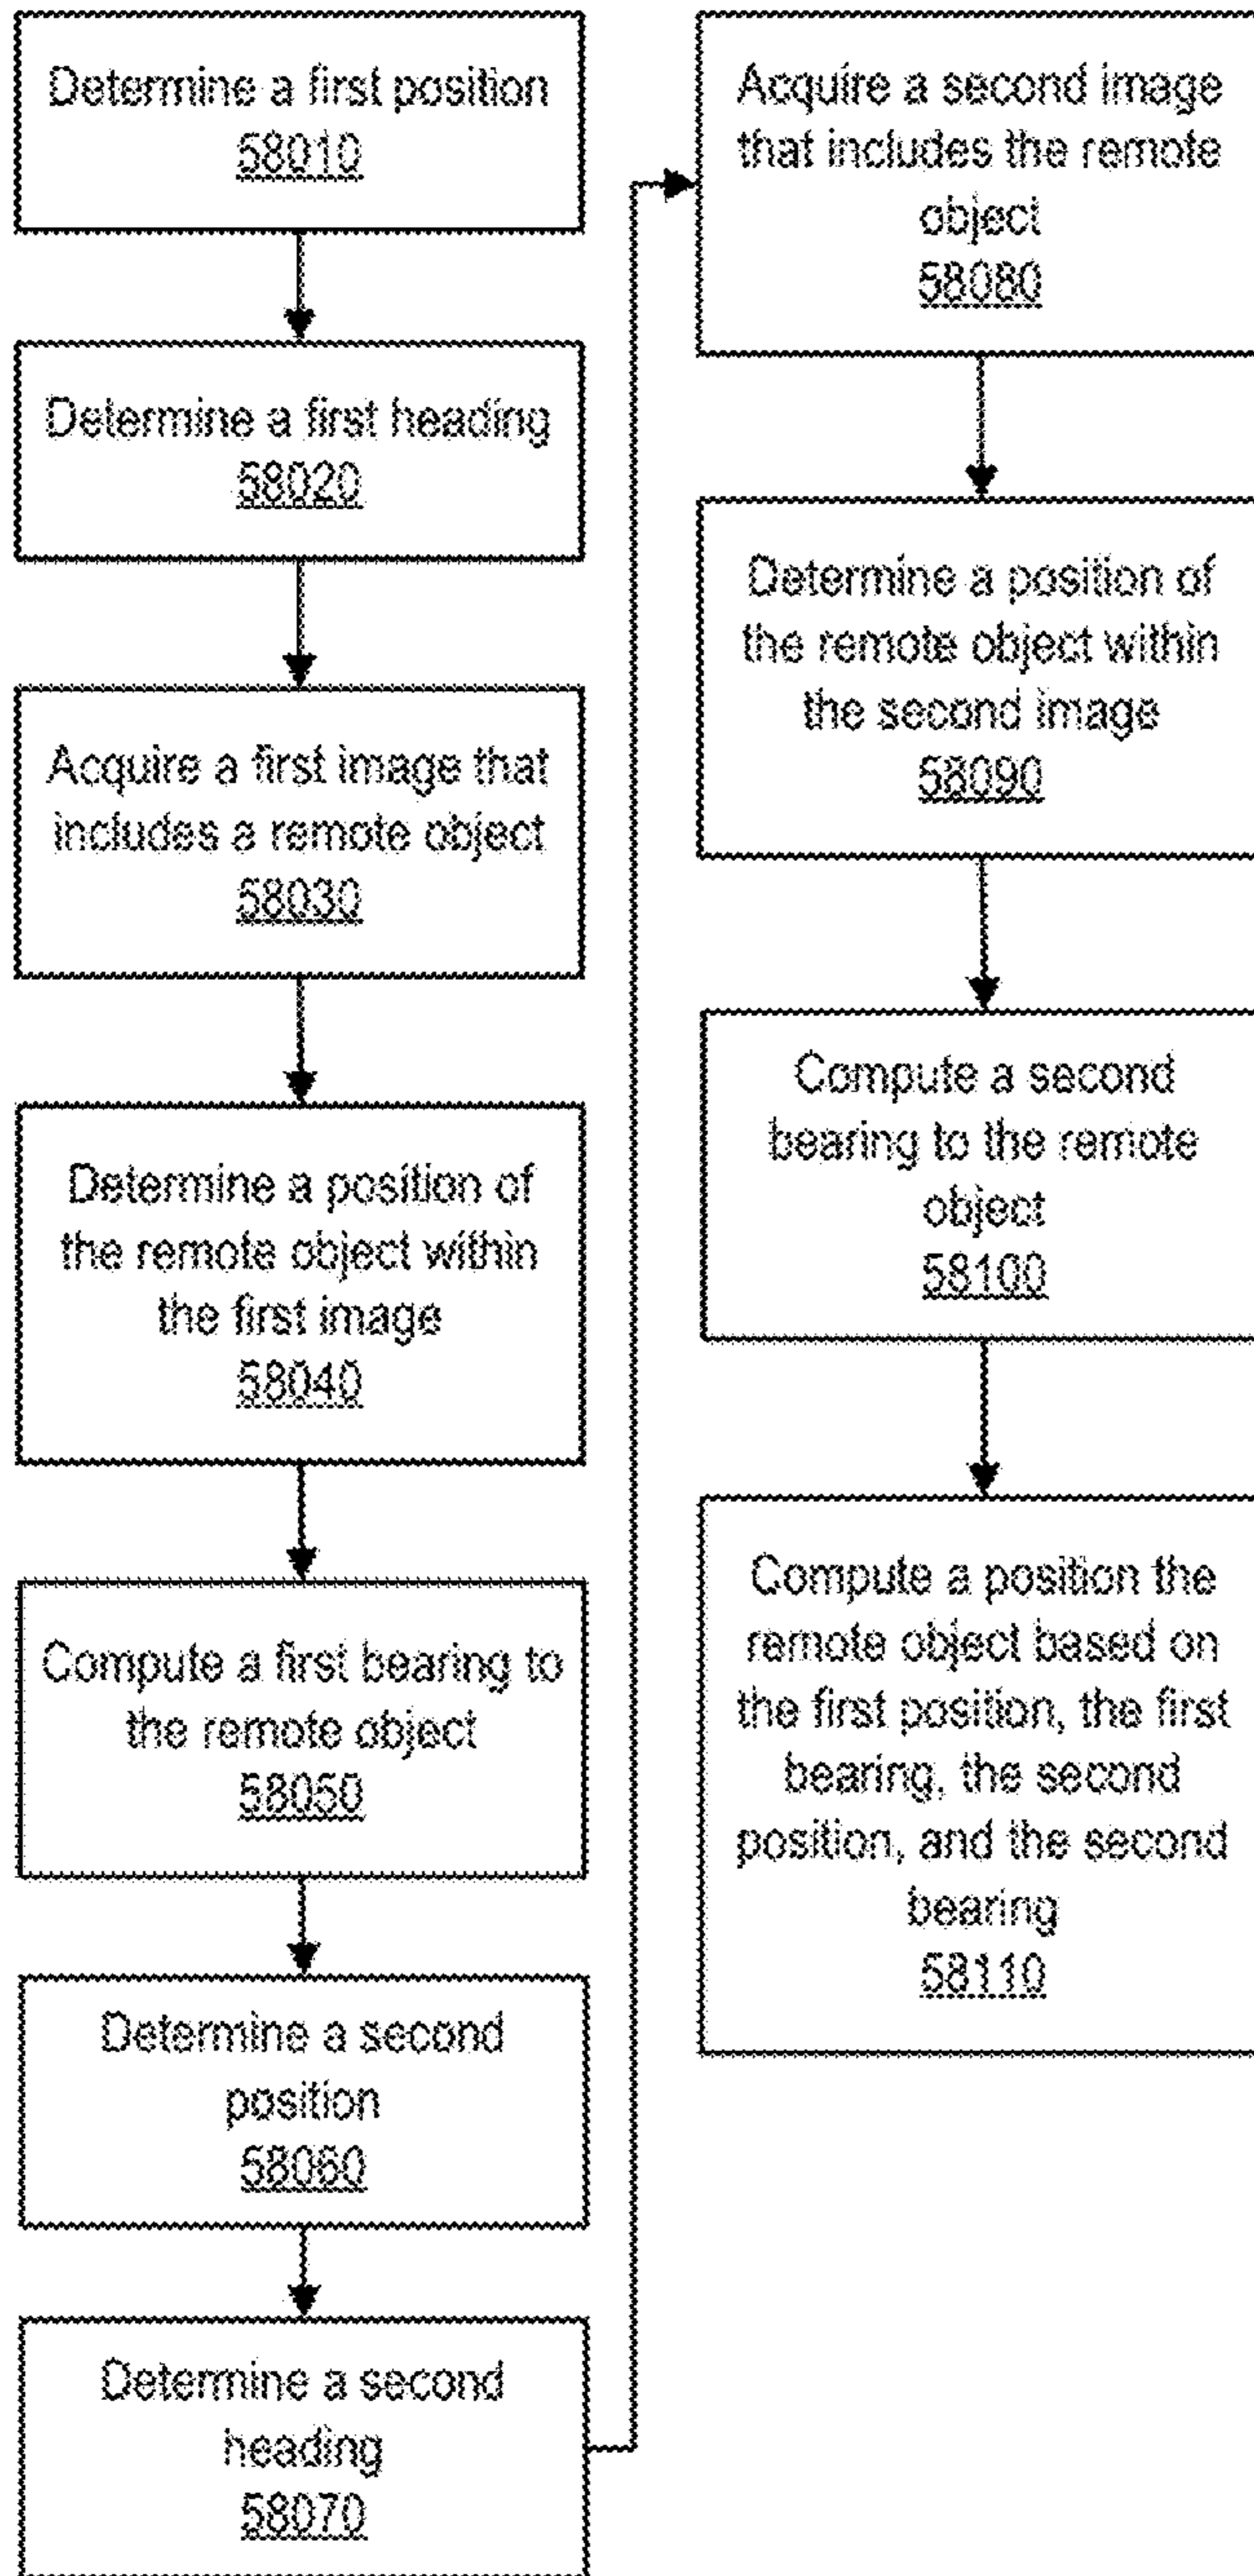 Determine a first position
58010
Determine a first heading
58020
Acquire a first image that
includes a remote object
58030
Determine a position of
the remote object within
the first image
58040
Compute a first bearing to
the remote object
58050
Determine a second
position
58060
Determine a second
heading
58070
Acquire a second image
that includes the remote
object
58080
Determine a position of
the remote object within
the second image
58090
Compute a second
bearing to the remote
object
58100
Compute a position the
remote object based on
the first position, the first
bearing, the second
position, and the second
bearing
58110